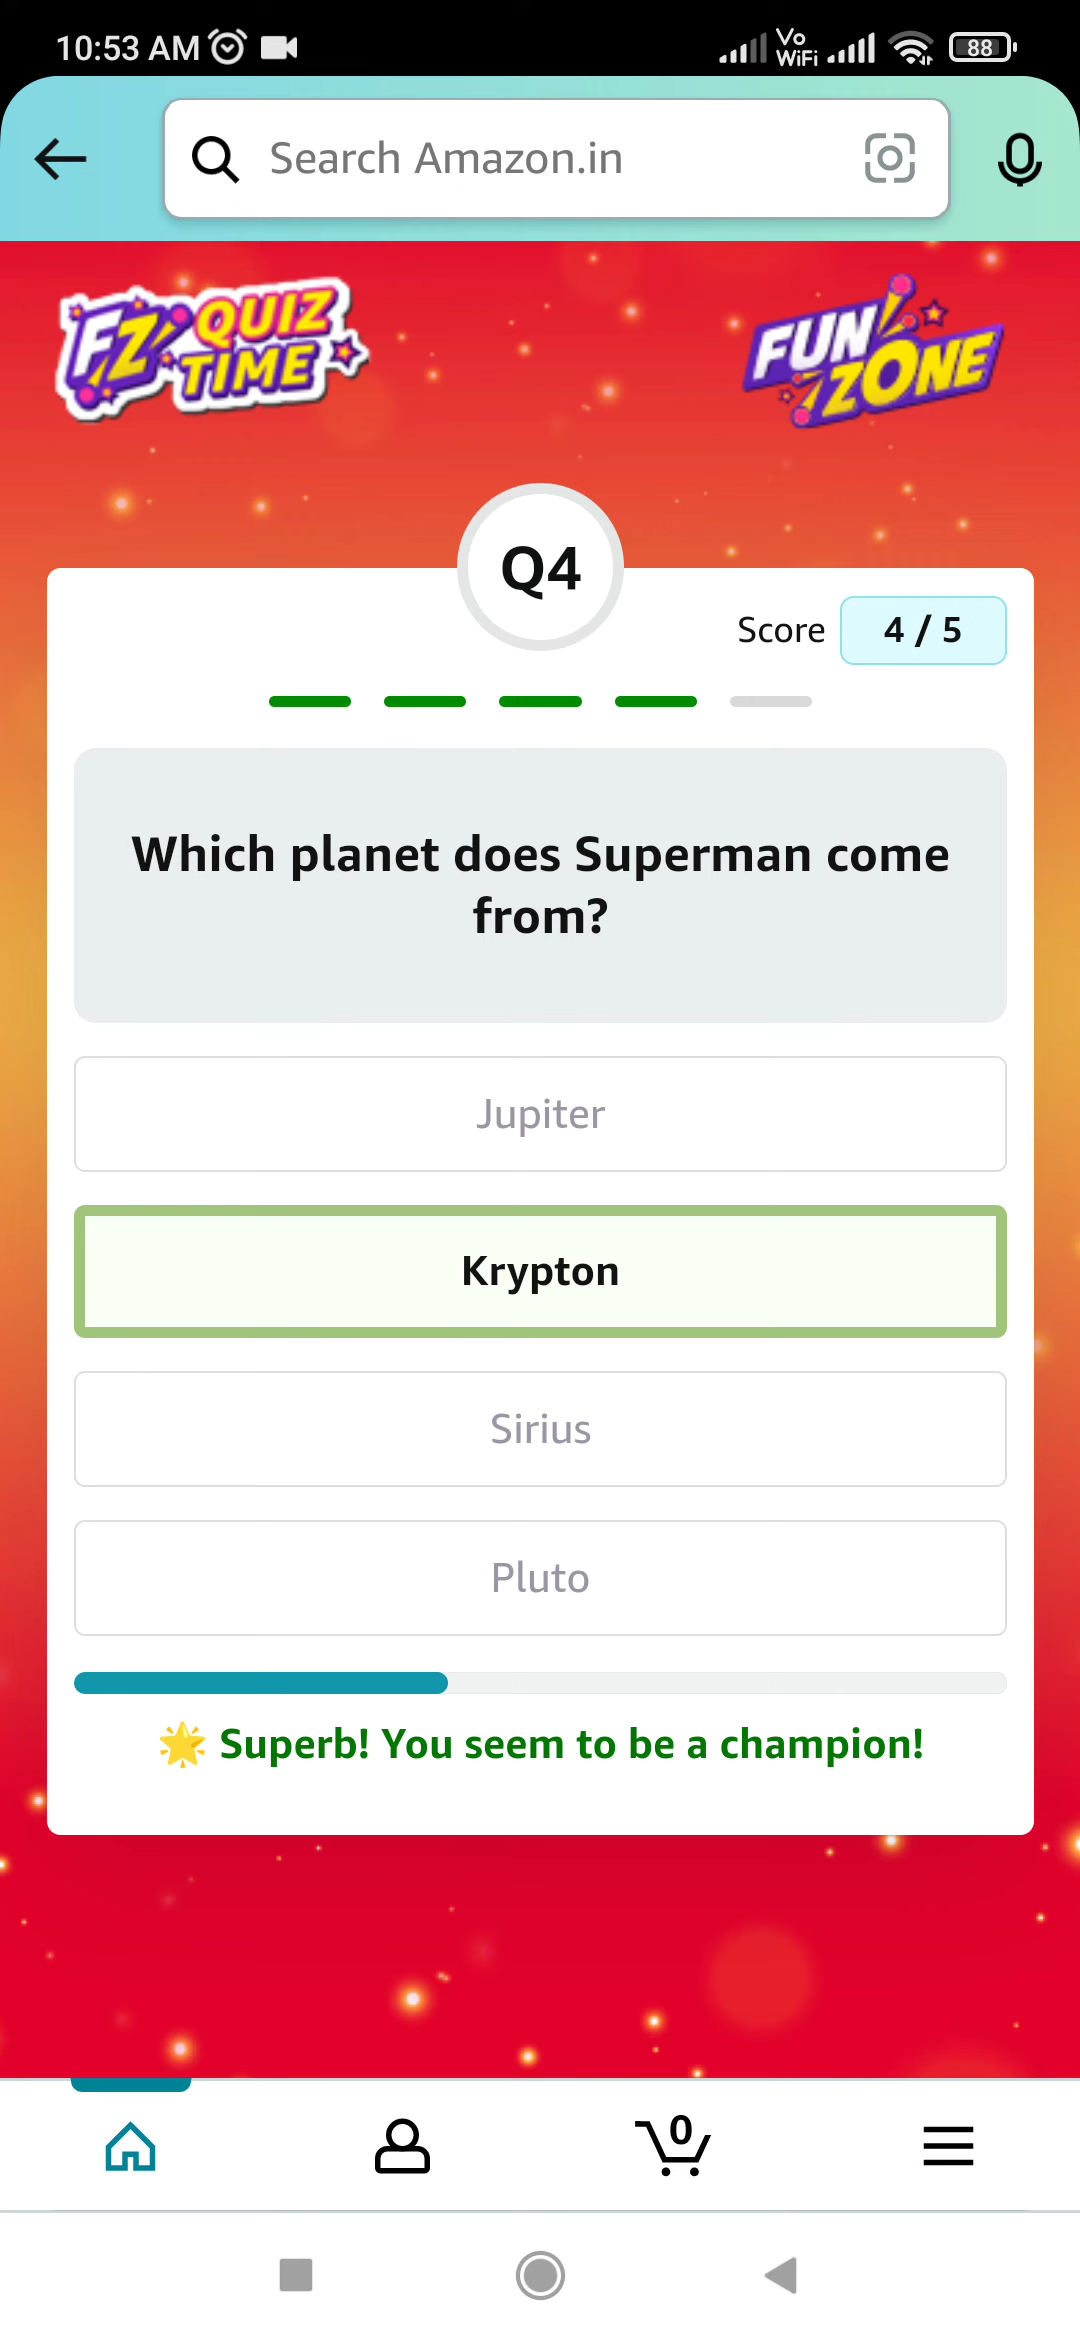 10:53 AM
Vo
WiFi
88
Search Amazon.in
FZ QUIZ
TIME
FUN
ZONE
Q4
Score 4 / 5
Which planet does Superman come
from?
Jupiter
Krypton
Sirius
Pluto
🌟 Superb! You seem to be a champion!
0